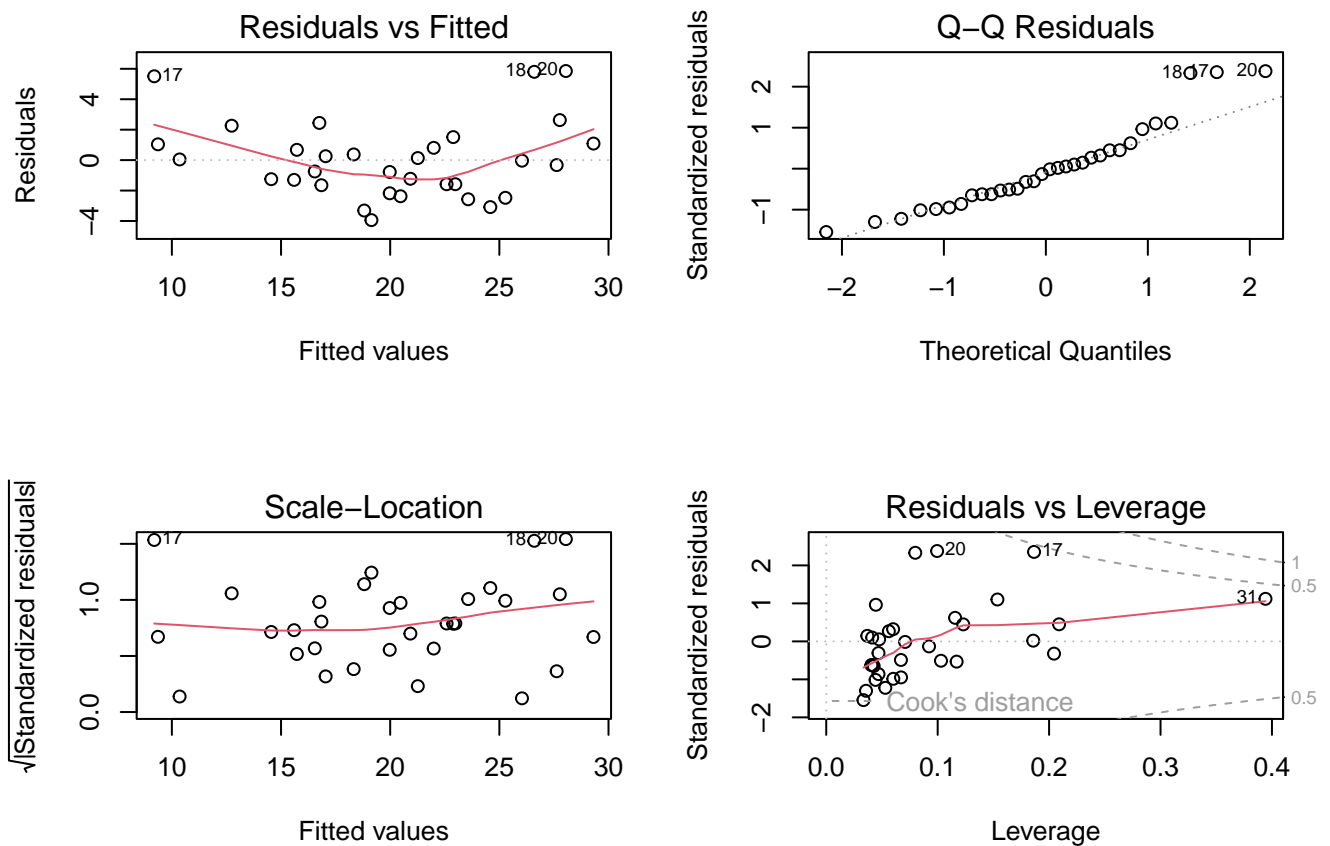 Residuals vs Fitted
Residuals
4
0
−4
17
18
20
10 15 20 25 30
Fitted values
Q−Q Residuals
Standardized residuals
2
1
−1
18
17
20
−2 −1 0 1 2
Theoretical Quantiles
Scale−Location
√|Standardized residuals|
1.0
0.0
17
18
20
10 15 20 25 30
Fitted values
Residuals vs Leverage
Standardized residuals
2
1
0
−2
20
17
31
1
0.5
0.5
Cook's distance
0.0 0.1 0.2 0.3 0.4
Leverage